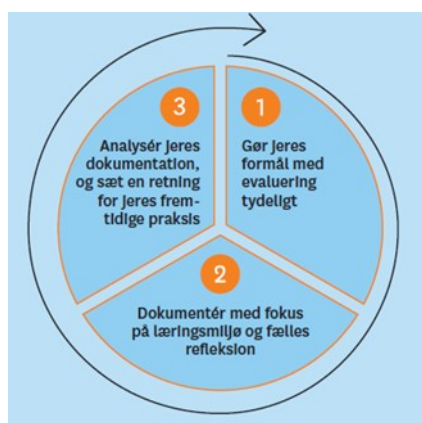 1
Gør jeres
formål med
evaluering
tydeligt
2
Dokumentér med fokus
på læringsmiljø og fælles
refleksion
3
Analysér jeres
dokumentation,
og sæt en retning
for jeres frem-
tidige praksis